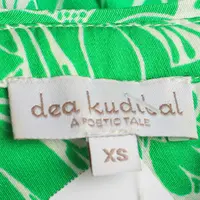 dea kudibal
A POETIC TALE
XS